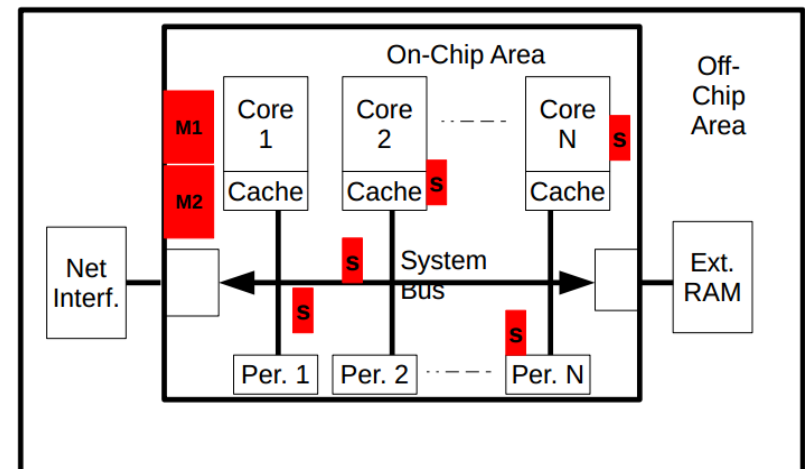 On-Chip Area
Off-
Chip
Area
M1
M2
Core
1
Cache
Core
2
Cache
S
Core
N
Cache
S
Net
Interf.
S
System
Bus
S
S
Ext.
RAM
Per. 1
Per. 2
Per. N